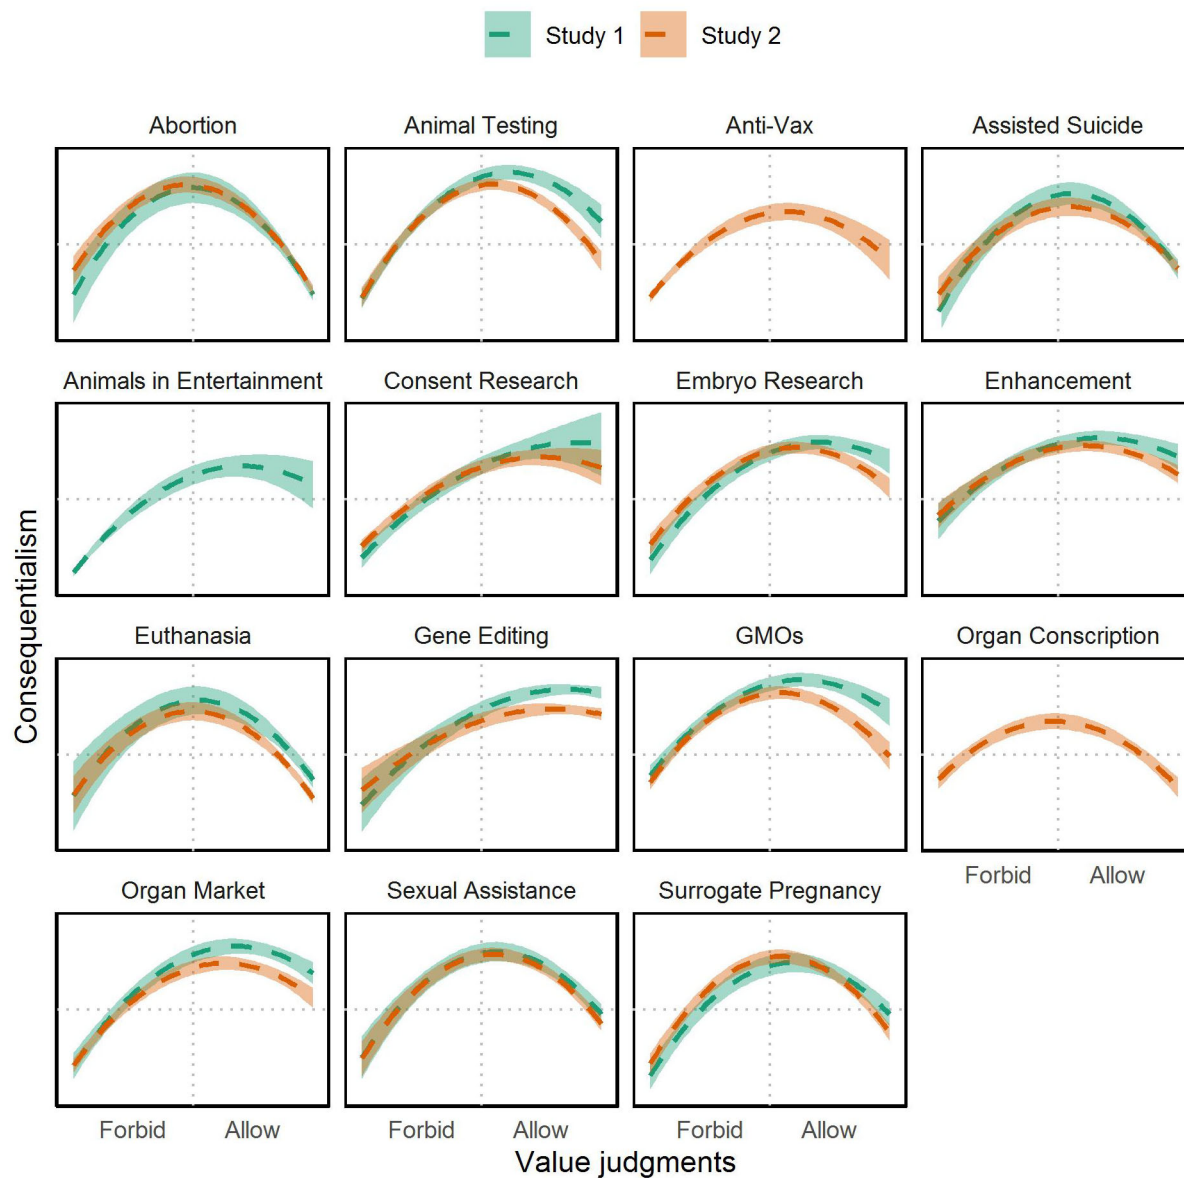 Study 1 Study 2
Abortion Animal Testing Anti-Vax Assisted Suicide
Animals in Entertainment Consent Research Embryo Research Enhancement
Consequentialism
Euthanasia Gene Editing GMOs Organ Conscription
Forbid Allow
Organ Market Sexual Assistance Surrogate Pregnancy
Forbid Allow Forbid Allow Forbid Allow
Value judgments